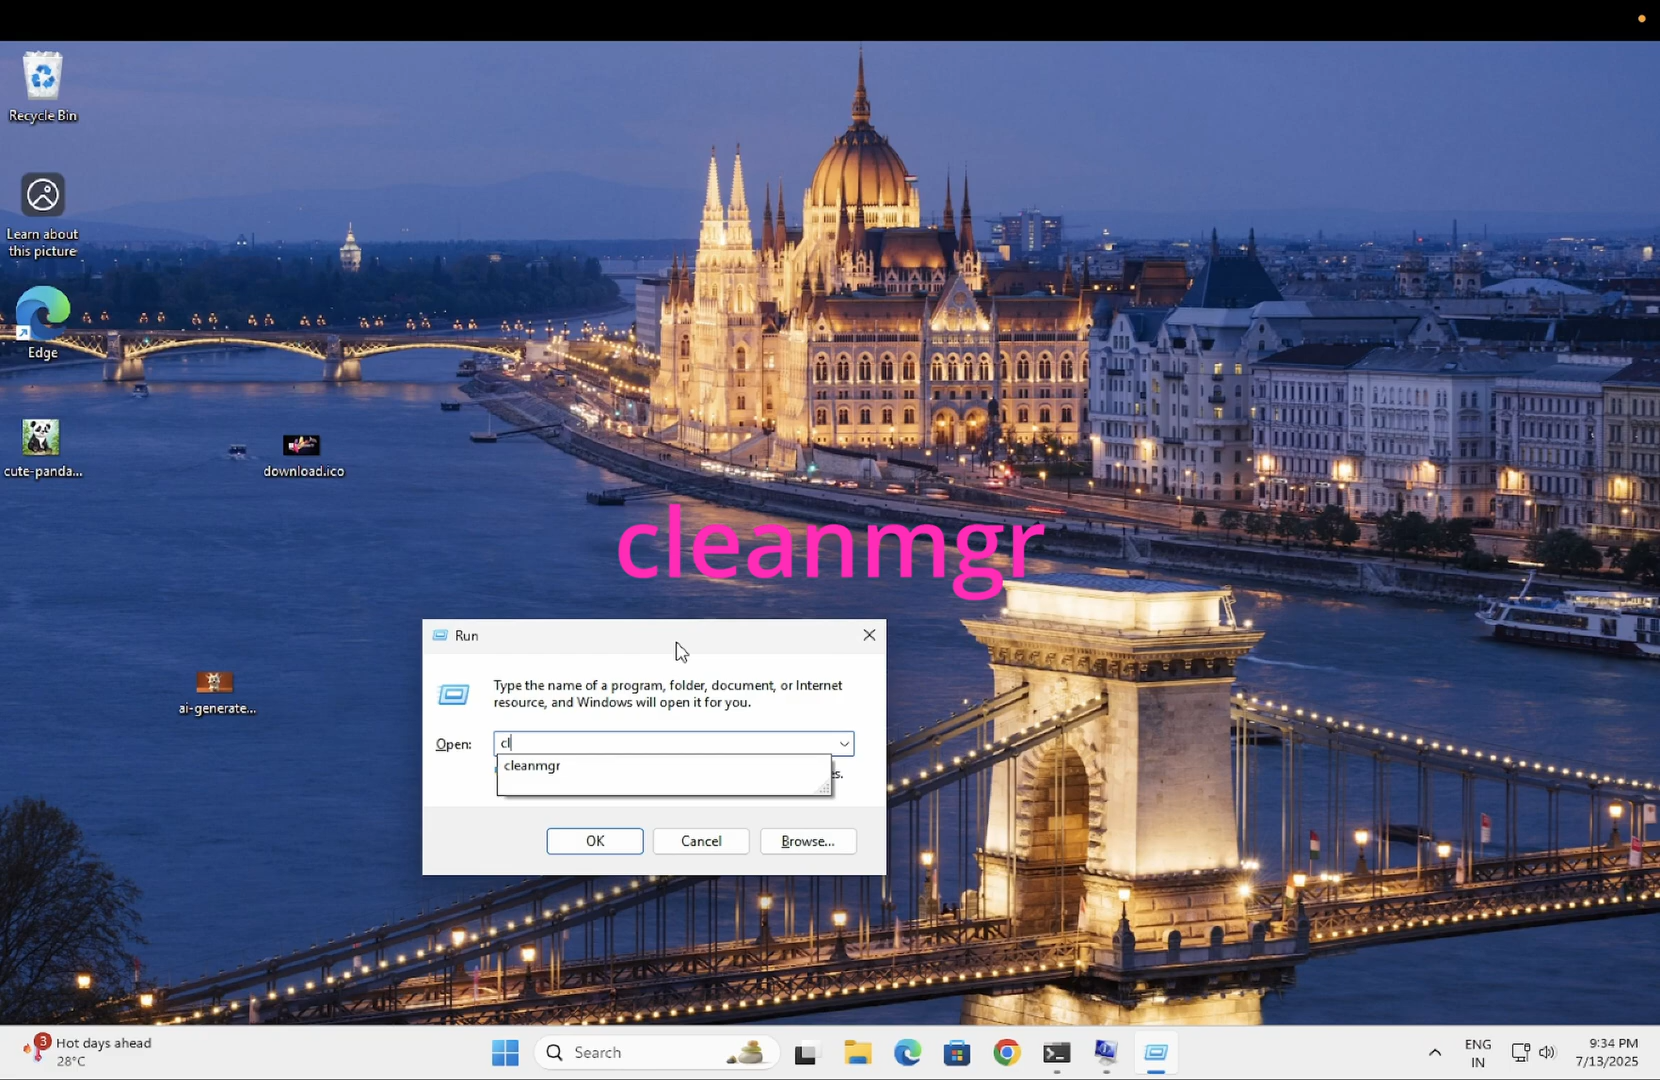 Recycle Bin
Learn about
this picture
Edge
cute-panda...
download.ico
cleanmgr
ai-generate...
Run
Type the name of a program, folder, document, or Internet
resource, and Windows will open it for you.
Open:
cl
cleanmgr
es.
OK
Cancel
Browse...
3
Hot days ahead
28°C
Search
ENG
IN
9:34 PM
7/13/2025